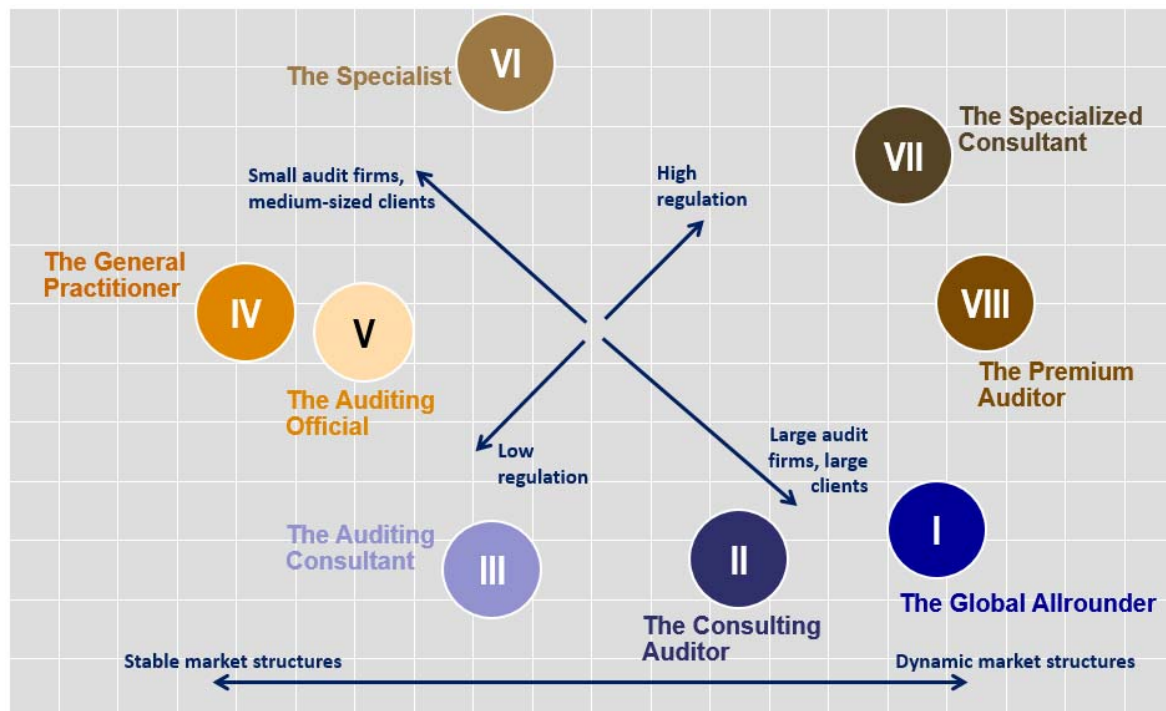 VI
The Specialist
The Specialized
Consultant
VII
Small audit firms,
medium-sized clients
High
regulation
The General
Practitioner
IV
V
VIII
The Auditing
Official
The Premium
Auditor
Low
regulation
Large audit
firms, large
clients
The Auditing
Consultant
III
II
I
The Global Allrounder
The Consulting
Auditor
Stable market structures
Dynamic market structures